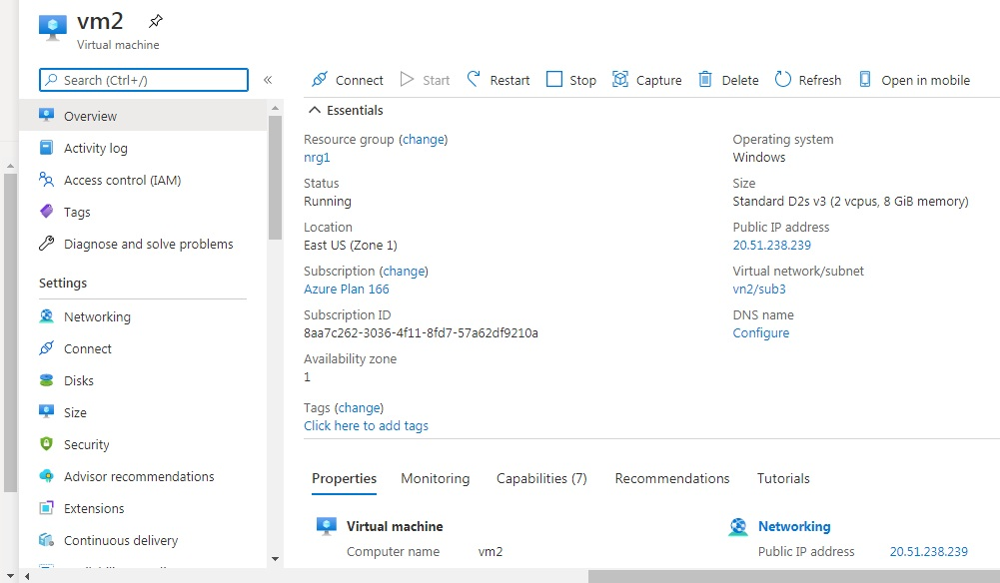 vm2
Virtual machine
Search (Ctrl+/)
«
Overview
Activity log
Access control (IAM)
Tags
Diagnose and solve problems
Settings
Networking
Connect
Disks
Size
Security
Advisor recommendations
Extensions
Continuous delivery
Connect Start Restart Stop Capture Delete Refresh Open in mobile
Essentials
Resource group (change)
nrg1
Status
Running
Location
East US (Zone 1)
Subscription (change)
Azure Plan 166
Subscription ID
8aa7c262-3036-4f11-8fd7-57a62df9210a
Availability zone
1
Tags (change)
Click here to add tags
Operating system
Windows
Size
Standard D2s v3 (2 vcpus, 8 GiB memory)
Public IP address
20.51.238.239
Virtual network/subnet
vn2/sub3
DNS name
Configure
Properties Monitoring Capabilities (7) Recommendations Tutorials
Virtual machine
Computer name vm2
Networking
Public IP address 20.51.238.239